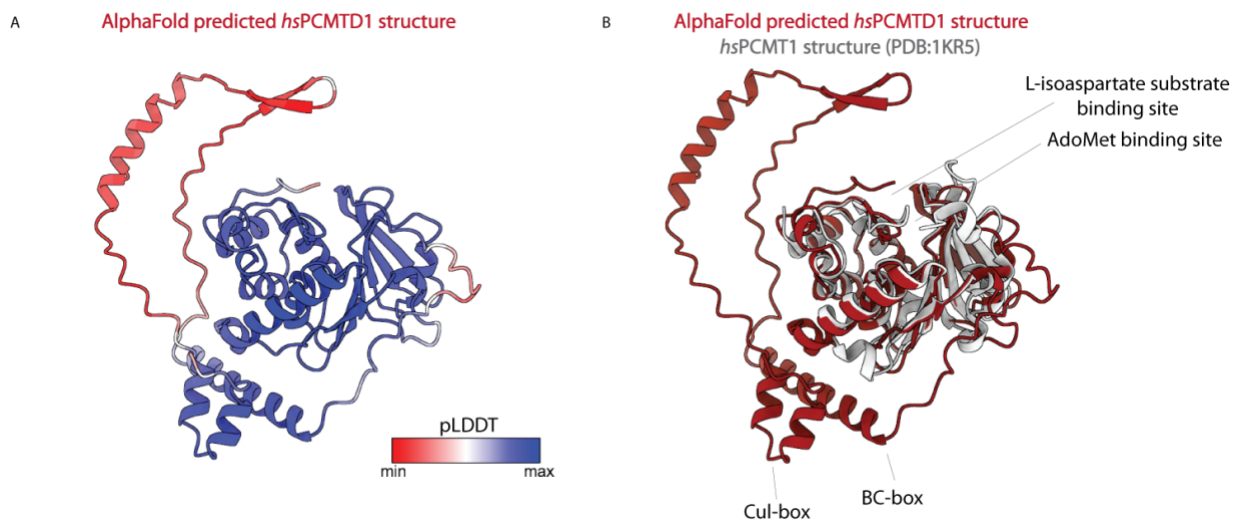 A
AlphaFold predicted hsPCMTD1 structure
pLDDT
min
max
B
AlphaFold predicted hsPCMTD1 structure
hsPCMT1 structure (PDB:1KR5)
L-isoaspartate substrate
binding site
AdoMet binding site
Cul-box
BC-box